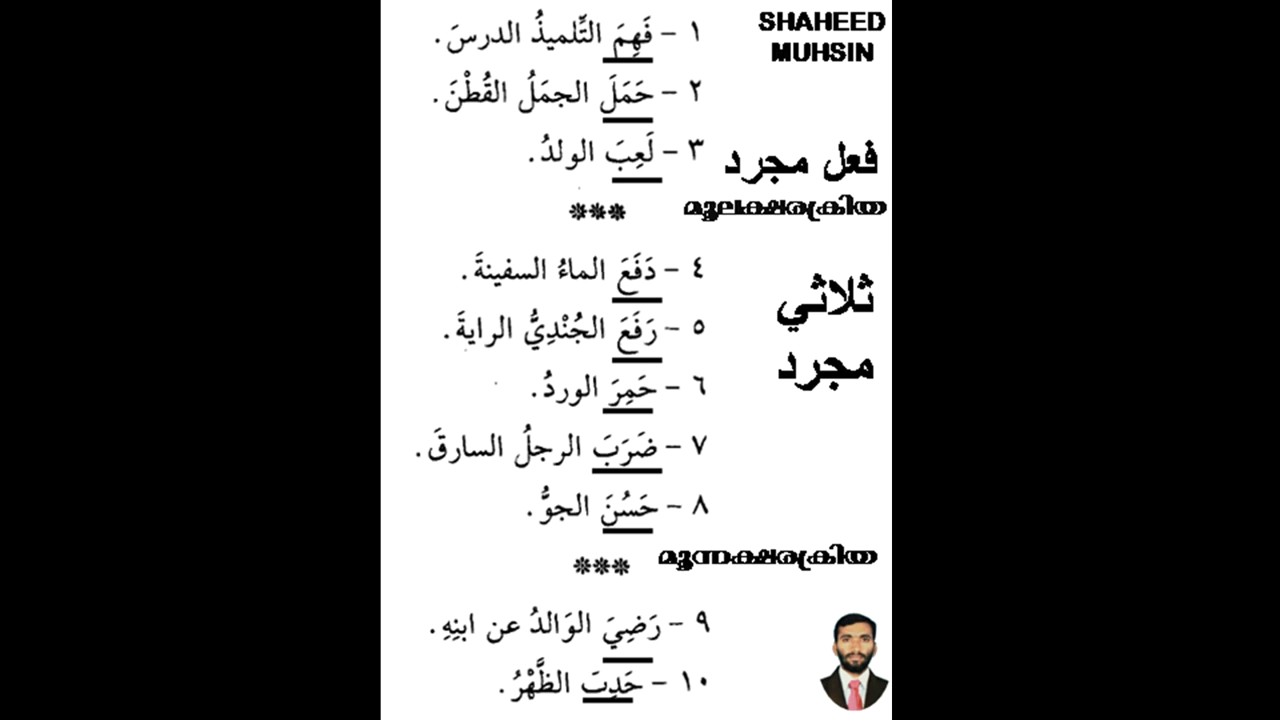 SHAHEED
MUHSIN
١ - فَهِمَ التِّلميذُ الدرسَ .
٢ - حَمَلَ الجمَلُ القُطْنَ .
٣ - لَعِبَ الولدُ .
فعل مجرد
മൂലക്ഷരക്രിയ
***
٤ - دَفَعَ الماءُ السفينةَ .
٥ - رَفَعَ الجُنْدِيُّ الرايةَ .
ثلاثي
مجرد
٦ - حَمِرَ الوردُ .
٧ - ضَرَبَ الرجلُ السارقَ .
٨ - حَسُنَ الجوُّ .
മൂന്നക്ഷരക്രിയ
***
٩ - رَضِيَ الوَالدُ عن ابنِهِ .
١٠ - حَدِبَ الظَّهْرُ .